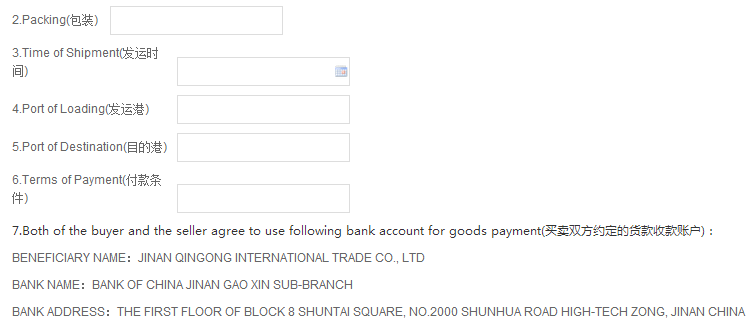 2.Packing(包装)
3.Time of Shipment(发运时
间)
4.Port of Loading(发运港)
5.Port of Destination(目的港)
6.Terms of Payment(付款条
件)
7.Both of the buyer and the seller agree to use following bank account for goods payment(买卖双方约定的货款收款账户)：
BENEFICIARY NAME：JINAN QINGONG INTERNATIONAL TRADE CO., LTD
BANK NAME：BANK OF CHINA JINAN GAO XIN SUB-BRANCH
BANK ADDRESS：THE FIRST FLOOR OF BLOCK 8 SHUNTAI SQUARE, NO.2000 SHUNHUA ROAD HIGH-TECH ZONG, JINAN CHINA